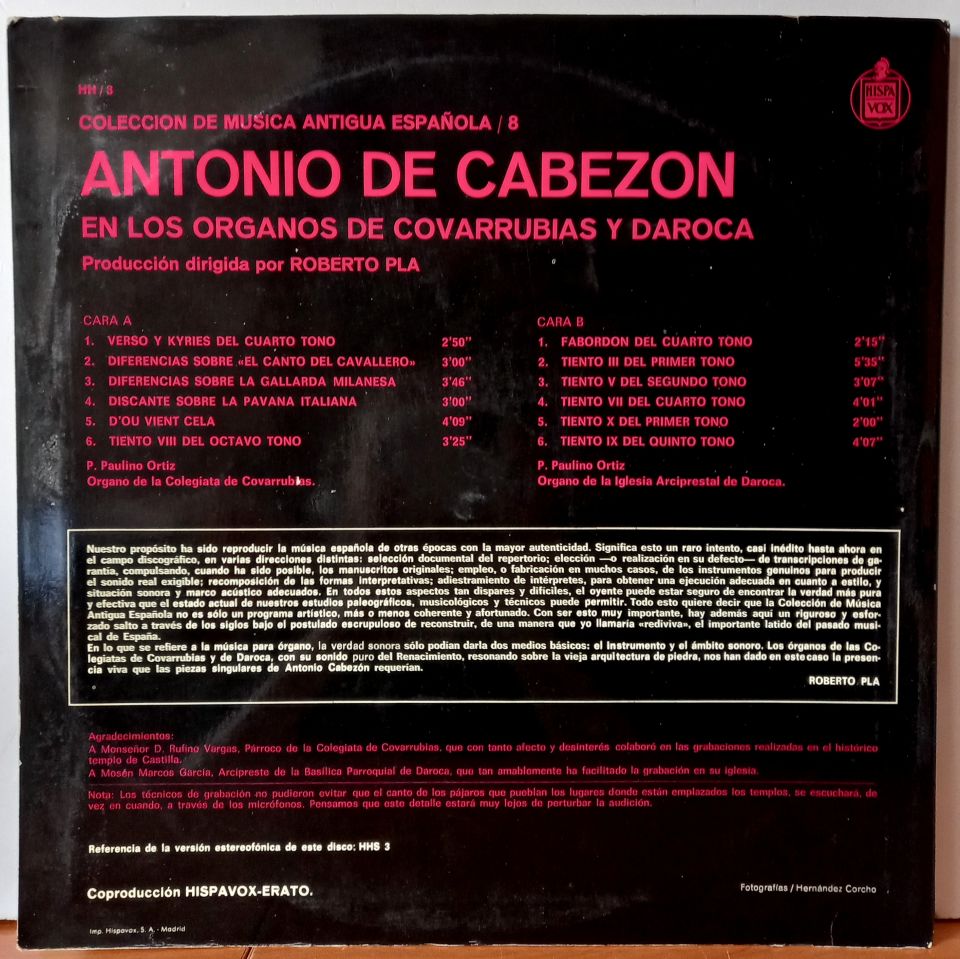 HH / 3
HISPA
VOX
COLECCION DE MUSICA ANTIGUA ESPAÑOLA / 8
ANTONIO DE CABEZON
EN LOS ORGANOS DE COVARRUBIAS Y DAROCA
Producción dirigida por ROBERTO PLA
CARA A
1. VERSO Y KYRIES DEL CUARTO TONO 2'50"
2. DIFERENCIAS SOBRE «EL CANTO DEL CAVALLERO» 3'00"
3. DIFERENCIAS SOBRE LA GALLARDA MILANESA 3'46"
4. DISCANTE SOBRE LA PAVANA ITALIANA 3'00"
5. D'OU VIENT CELA 4'09"
6. TIENTO VIII DEL OCTAVO TONO 3'25"
P. Paulino Ortiz
Organo de la Colegiata de Covarrubias.
CARA B
1. FABORDON DEL CUARTO TONO 2'15"
2. TIENTO III DEL PRIMER TONO 5'35"
3. TIENTO V DEL SEGUNDO TONO 3'07"
4. TIENTO VII DEL CUARTO TONO 4'01"
5. TIENTO X DEL PRIMER TONO 2'00"
6. TIENTO IX DEL QUINTO TONO 4'07"
P. Paulino Ortiz
Organo de la Iglesia Arciprestal de Daroca.
Nuestro propósito ha sido reproducir la música española de otras épocas con la mayor autenticidad. Significa esto un raro intento, casi inédito hasta ahora en
el campo discográfico, en varias direcciones distintas: selección documental del repertorio; elección —o realización en su defecto— de transcripciones de ga-
rantía, compulsando, cuando ha sido posible, los manuscritos originales; empleo, o fabricación en muchos casos, de los instrumentos genuinos para producir
el sonido real exigible; recomposición de las formas interpretativas; adiestramiento de intérpretes, para obtener una ejecución adecuada en cuanto a estilo, y
situación sonora y marco acústico adecuados. En todos estos aspectos tan dispares y difíciles, el oyente puede estar seguro de encontrar la verdad más pura
y efectiva que el estado actual de nuestros estudios paleográficos, musicológicos y técnicos puede permitir. Todo esto quiere decir que la Colección de Música
Antigua Española no es sólo un programa artístico, más o menos coherente y afortunado. Con ser esto muy importante, hay además aquí un riguroso y esfor-
zado salto a través de los siglos bajo el postulado escrupuloso de reconstruir, de una manera que yo llamaría «rediviva», el importante latido del pasado musi-
cal de España.
En lo que se refiere a la música para órgano, la verdad sonora sólo podían darla dos medios básicos: el instrumento y el ámbito sonoro. Los órganos de las Co-
legiatas de Covarrubias y de Daroca, con su sonido puro del Renacimiento, resonando sobre la vieja arquitectura de piedra, nos han dado en este caso la presen-
cia viva que las piezas singulares de Antonio Cabezón requerían.
ROBERTO PLA
Agradecimientos:
A Monseñor D. Rufino Vargas, Párroco de la Colegiata de Covarrubias, que con tanto afecto y desinterés colaboró en las grabaciones realizadas en el histórico
templo de Castilla.
A Mosén Marcos García, Arcipreste de la Basílica Parroquial de Daroca, que tan amablemente ha facilitado la grabación en su iglesia.
Nota: Los técnicos de grabación no pudieron evitar que el canto de los pájaros que pueblan los lugares donde están emplazados los templos, se escuchará, de
vez en cuando, a través de los micrófonos. Pensamos que este detalle estará muy lejos de perturbar la audición.
Referencia de la versión estereofónica de este disco: HHS 3
Coproducción HISPAVOX-ERATO.
Fotografías / Hernández Corcho
Imp. Hispavox, S. A. - Madrid